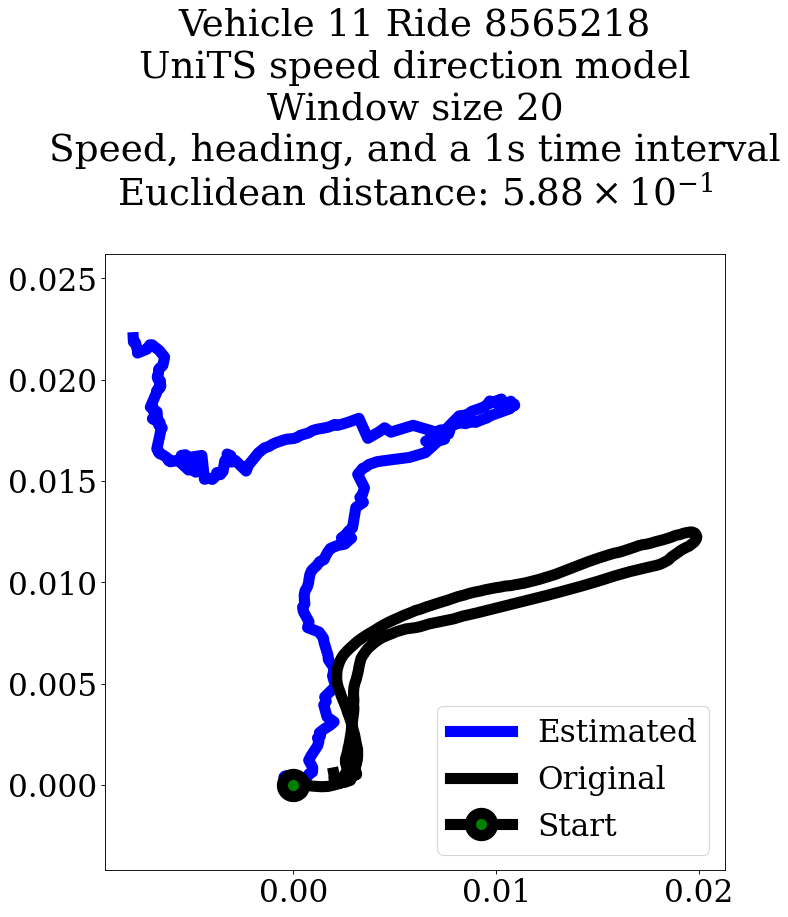 Vehicle 11 Ride 8565218
UniTS speed direction model
Window size 20
Speed, heading, and a 1s time interval
Euclidean distance: 5.88 × 10⁻¹
0.025
0.020
0.015
0.010
0.005
0.000
Estimated
Original
Start
0.00 0.01 0.02